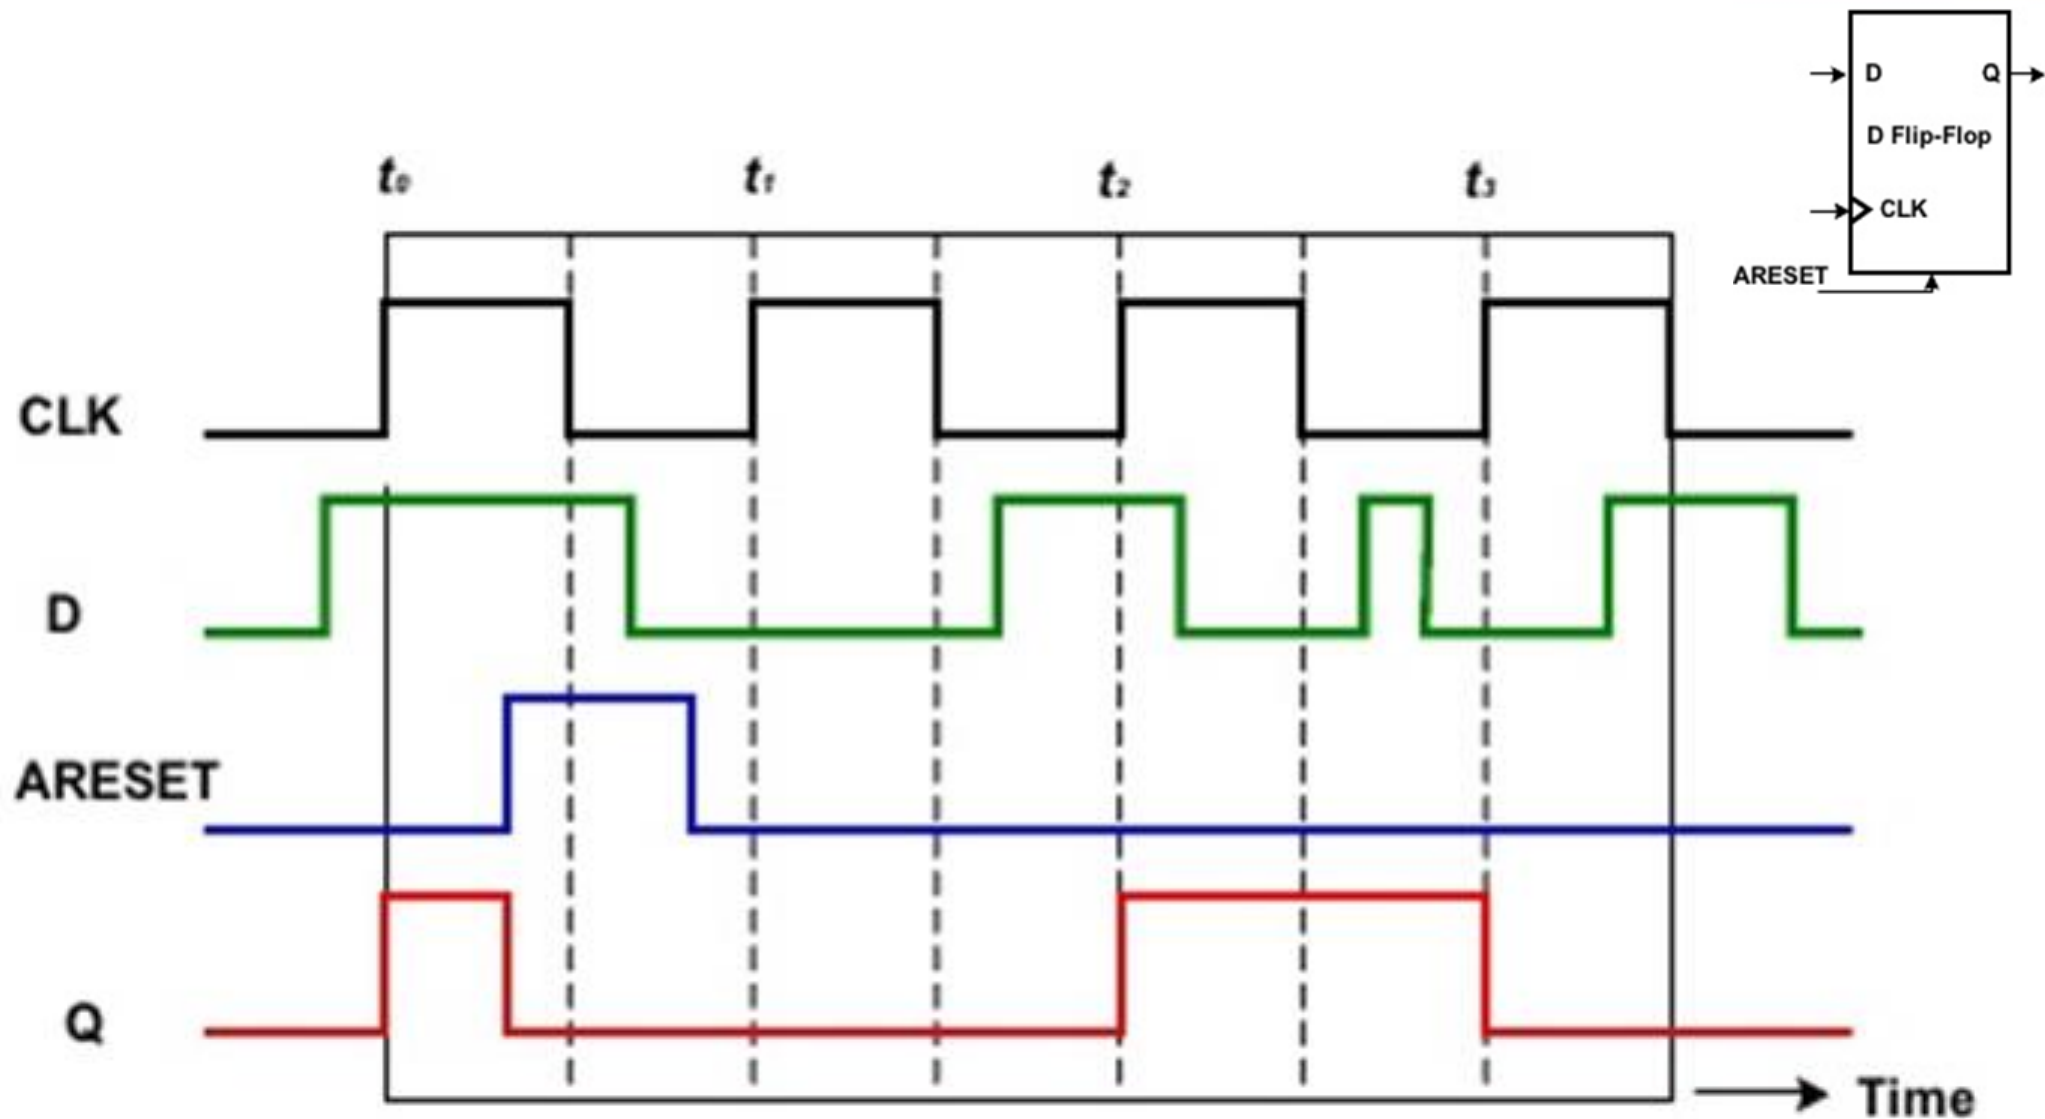 D Q
D Flip-Flop
CLK
ARESET
t₀ t₁ t₂ t₃
CLK
D
ARESET
Q
Time